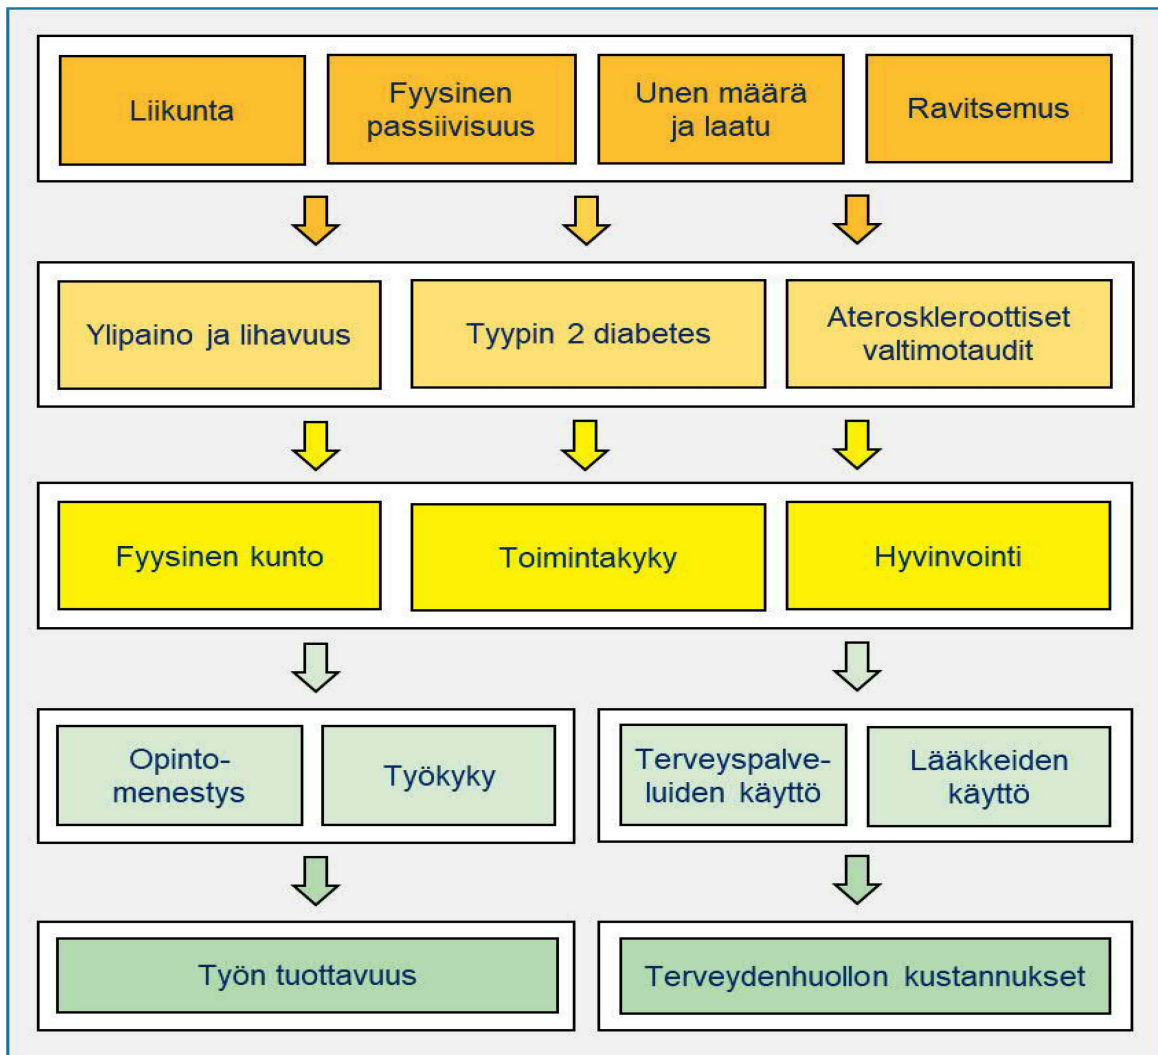 Liikunta
Fyysinen
passiivisuus
Unen määrä
ja laatu
Ravitsemus
Ylipaino ja lihavuus
Tyypin 2 diabetes
Ateroskleroottiset
valtimotaudit
Fyysinen kunto
Toimintakyky
Hyvinvointi
Opinto-
menestys
Työkyky
Terveyspalve-
luiden käyttö
Lääkkeiden
käyttö
Työn tuottavuus
Terveydenhuollon kustannukset